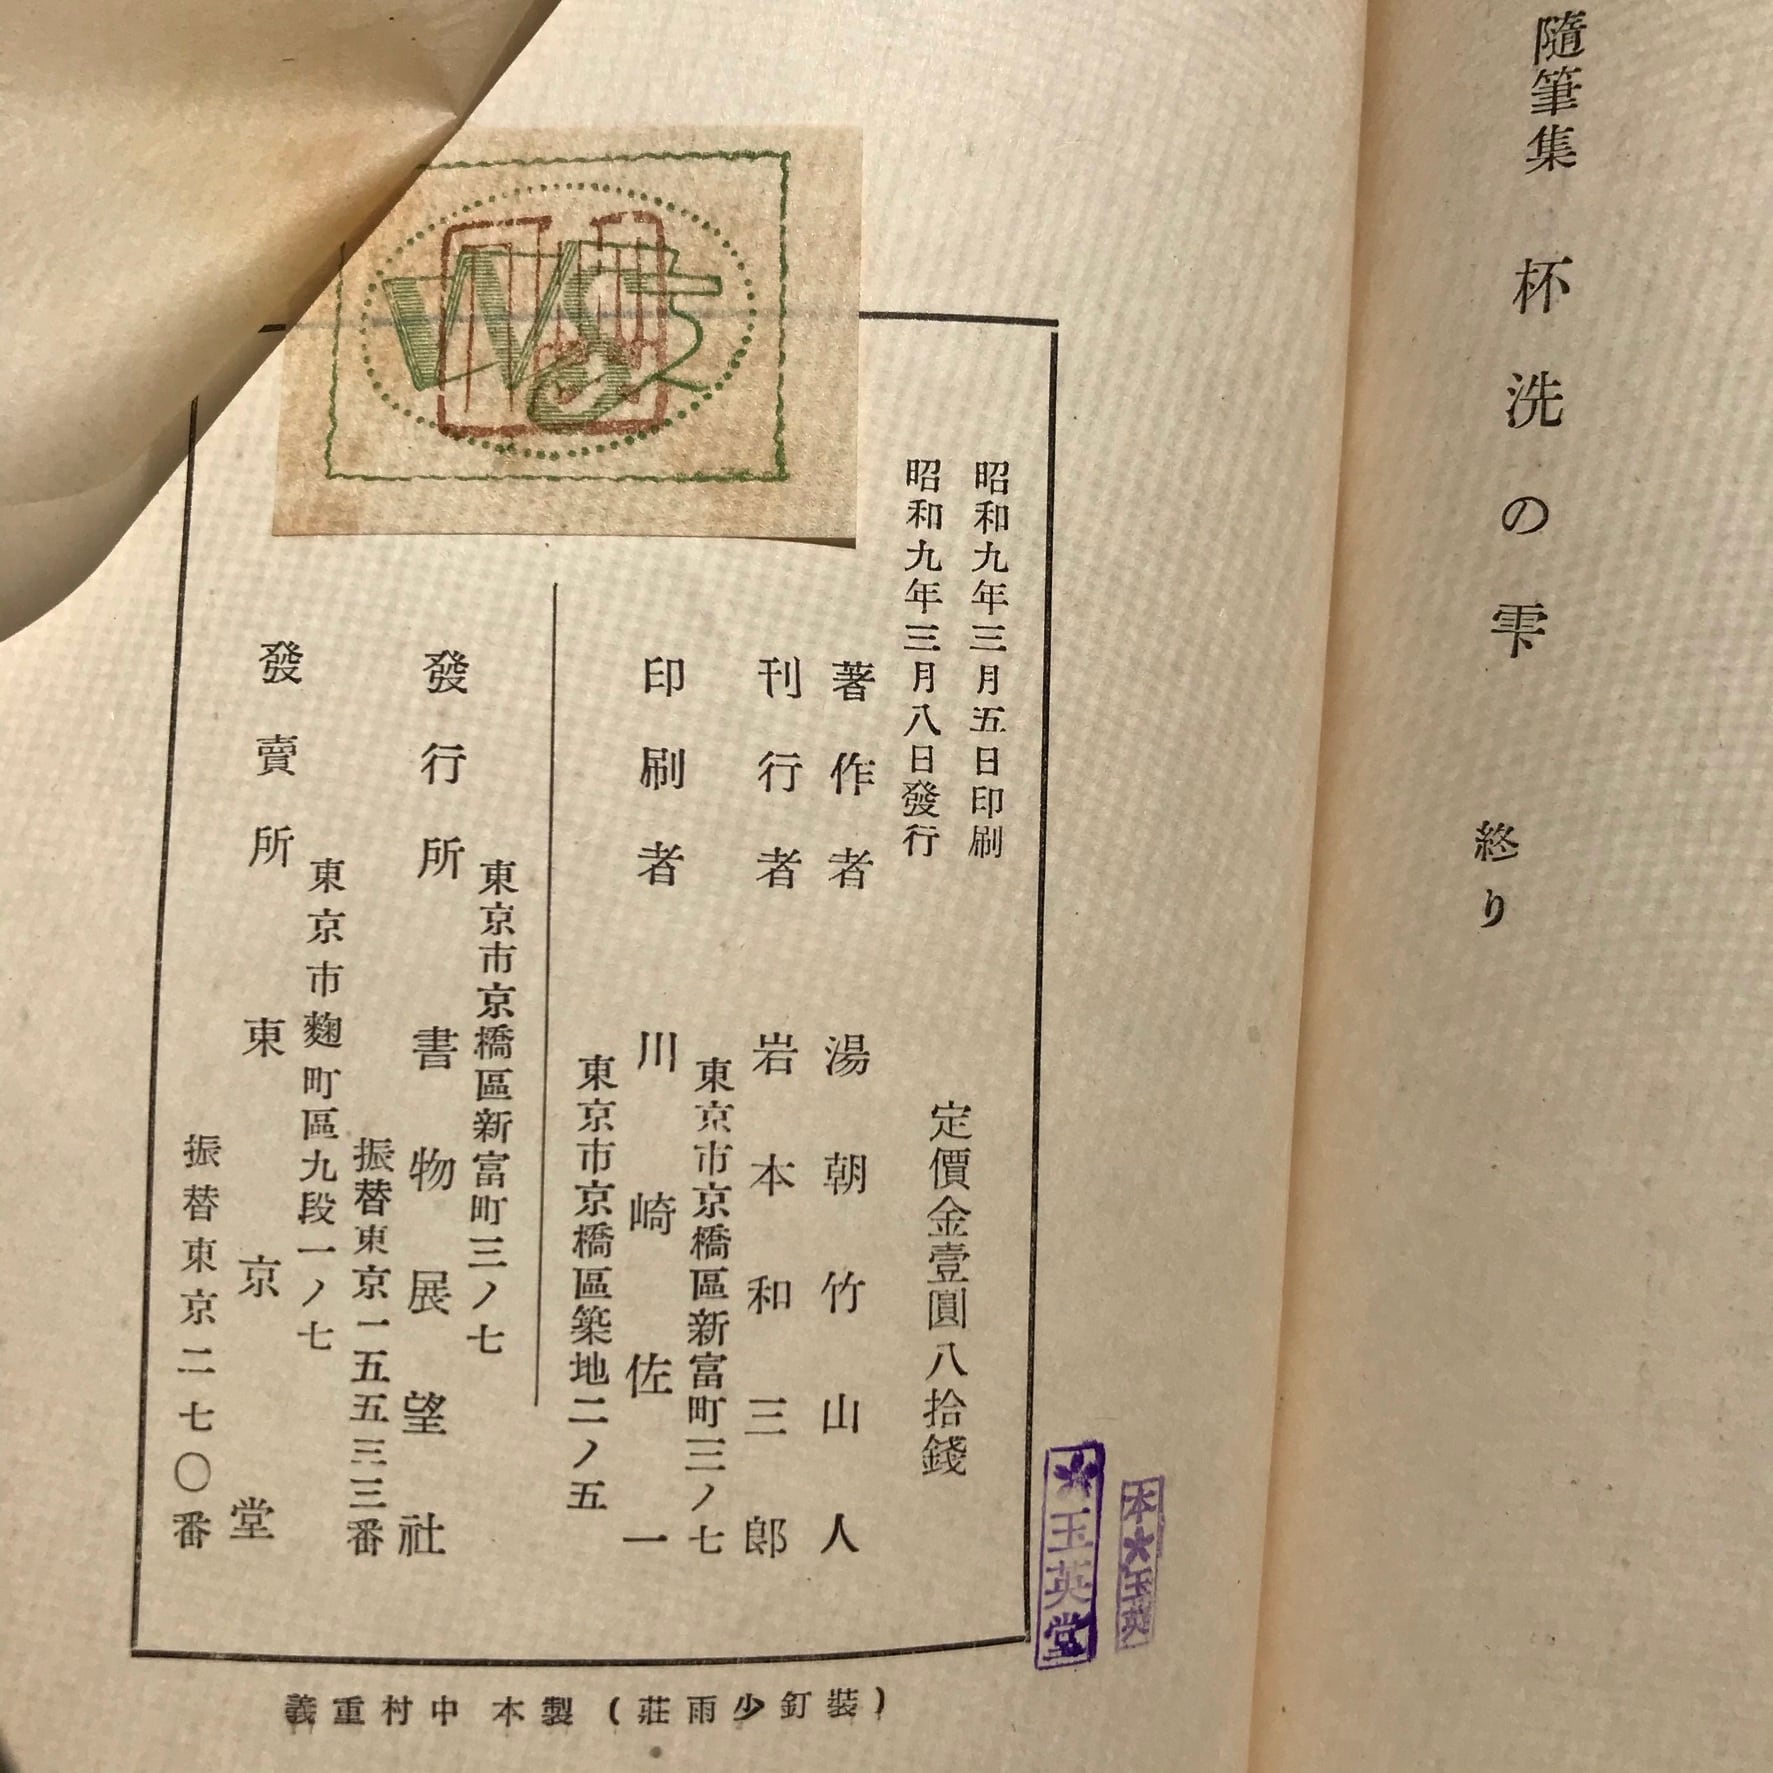 隨筆集 杯洗の雫 終り
昭和九年三月五日印刷
昭和九年三月八日發行
定價金壹圓八拾錢
著作者 湯朝竹山人
刊行者 岩本和三郎
東京市京橋區新富町三ノ七
印刷者 川崎佐一
東京市京橋區築地二ノ五
東京市京橋區新富町三ノ七
發行所 書物展望社
振替東京一五五三三番
東京市麴町區九段一ノ七
發賣所 東京堂
振替東京二七〇番
(裝釘少雨莊) 製本 中村重義
玉英堂
本 玉英